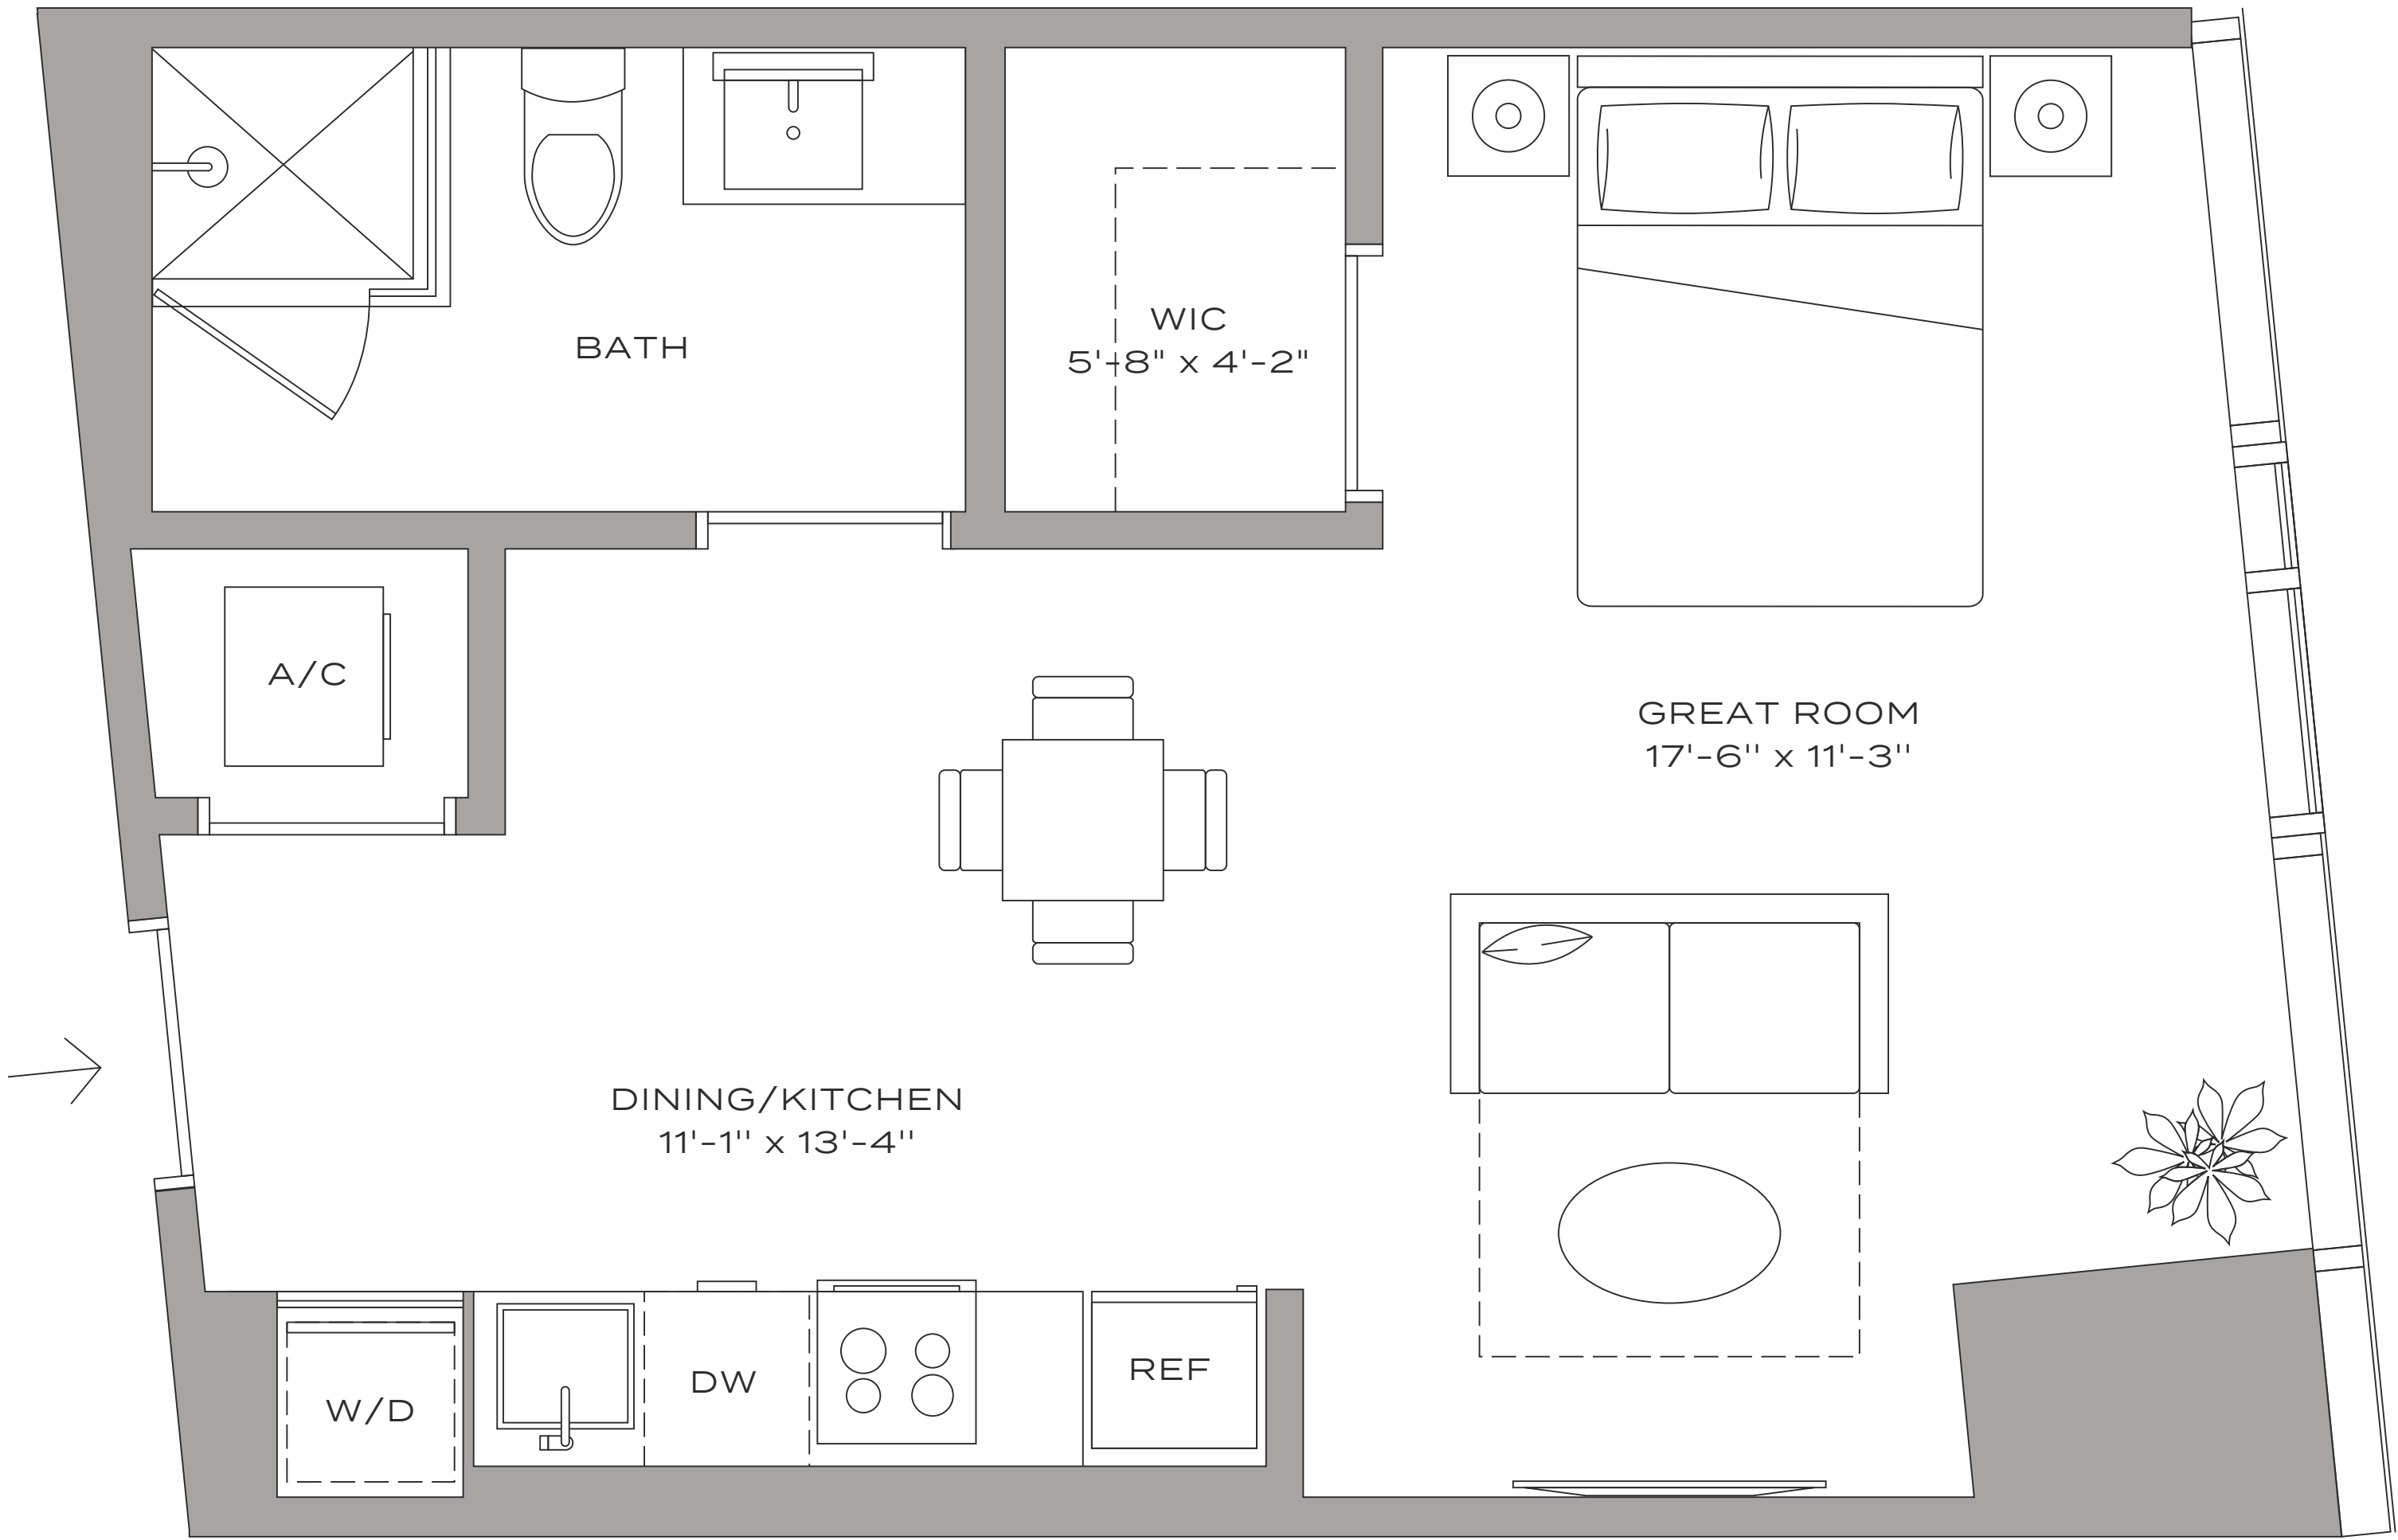 BATH
WIC
5'-8" x 4'-2"
A/C
GREAT ROOM
17'-6'' x 11'-3''
DINING/KITCHEN
11'-1'' x 13'-4''
W/D
DW
REF